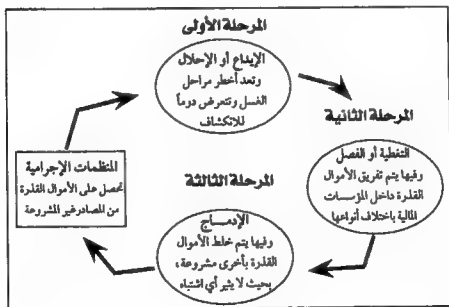 المرحلة الأولى
الإيداع أو الإحلال
وتعد أخطر مراحل
الغسل وتتعرض دوماً
للانكشاف
المرحلة الثانية
التغطية أو الفصل
وفيها يتم تفريق الأموال
القذرة داخل المؤسسات
المالية باختلاف أنواعها
المرحلة الثالثة
الإدمـــاج
وفيها يتم خلط الأموال
القذرة بأخرى مشروعة،
بحيث لا يثير أي اشتباه
المنظمات الإجرامية
تحصل على الأموال القذرة
من المصادر غير المشروعة